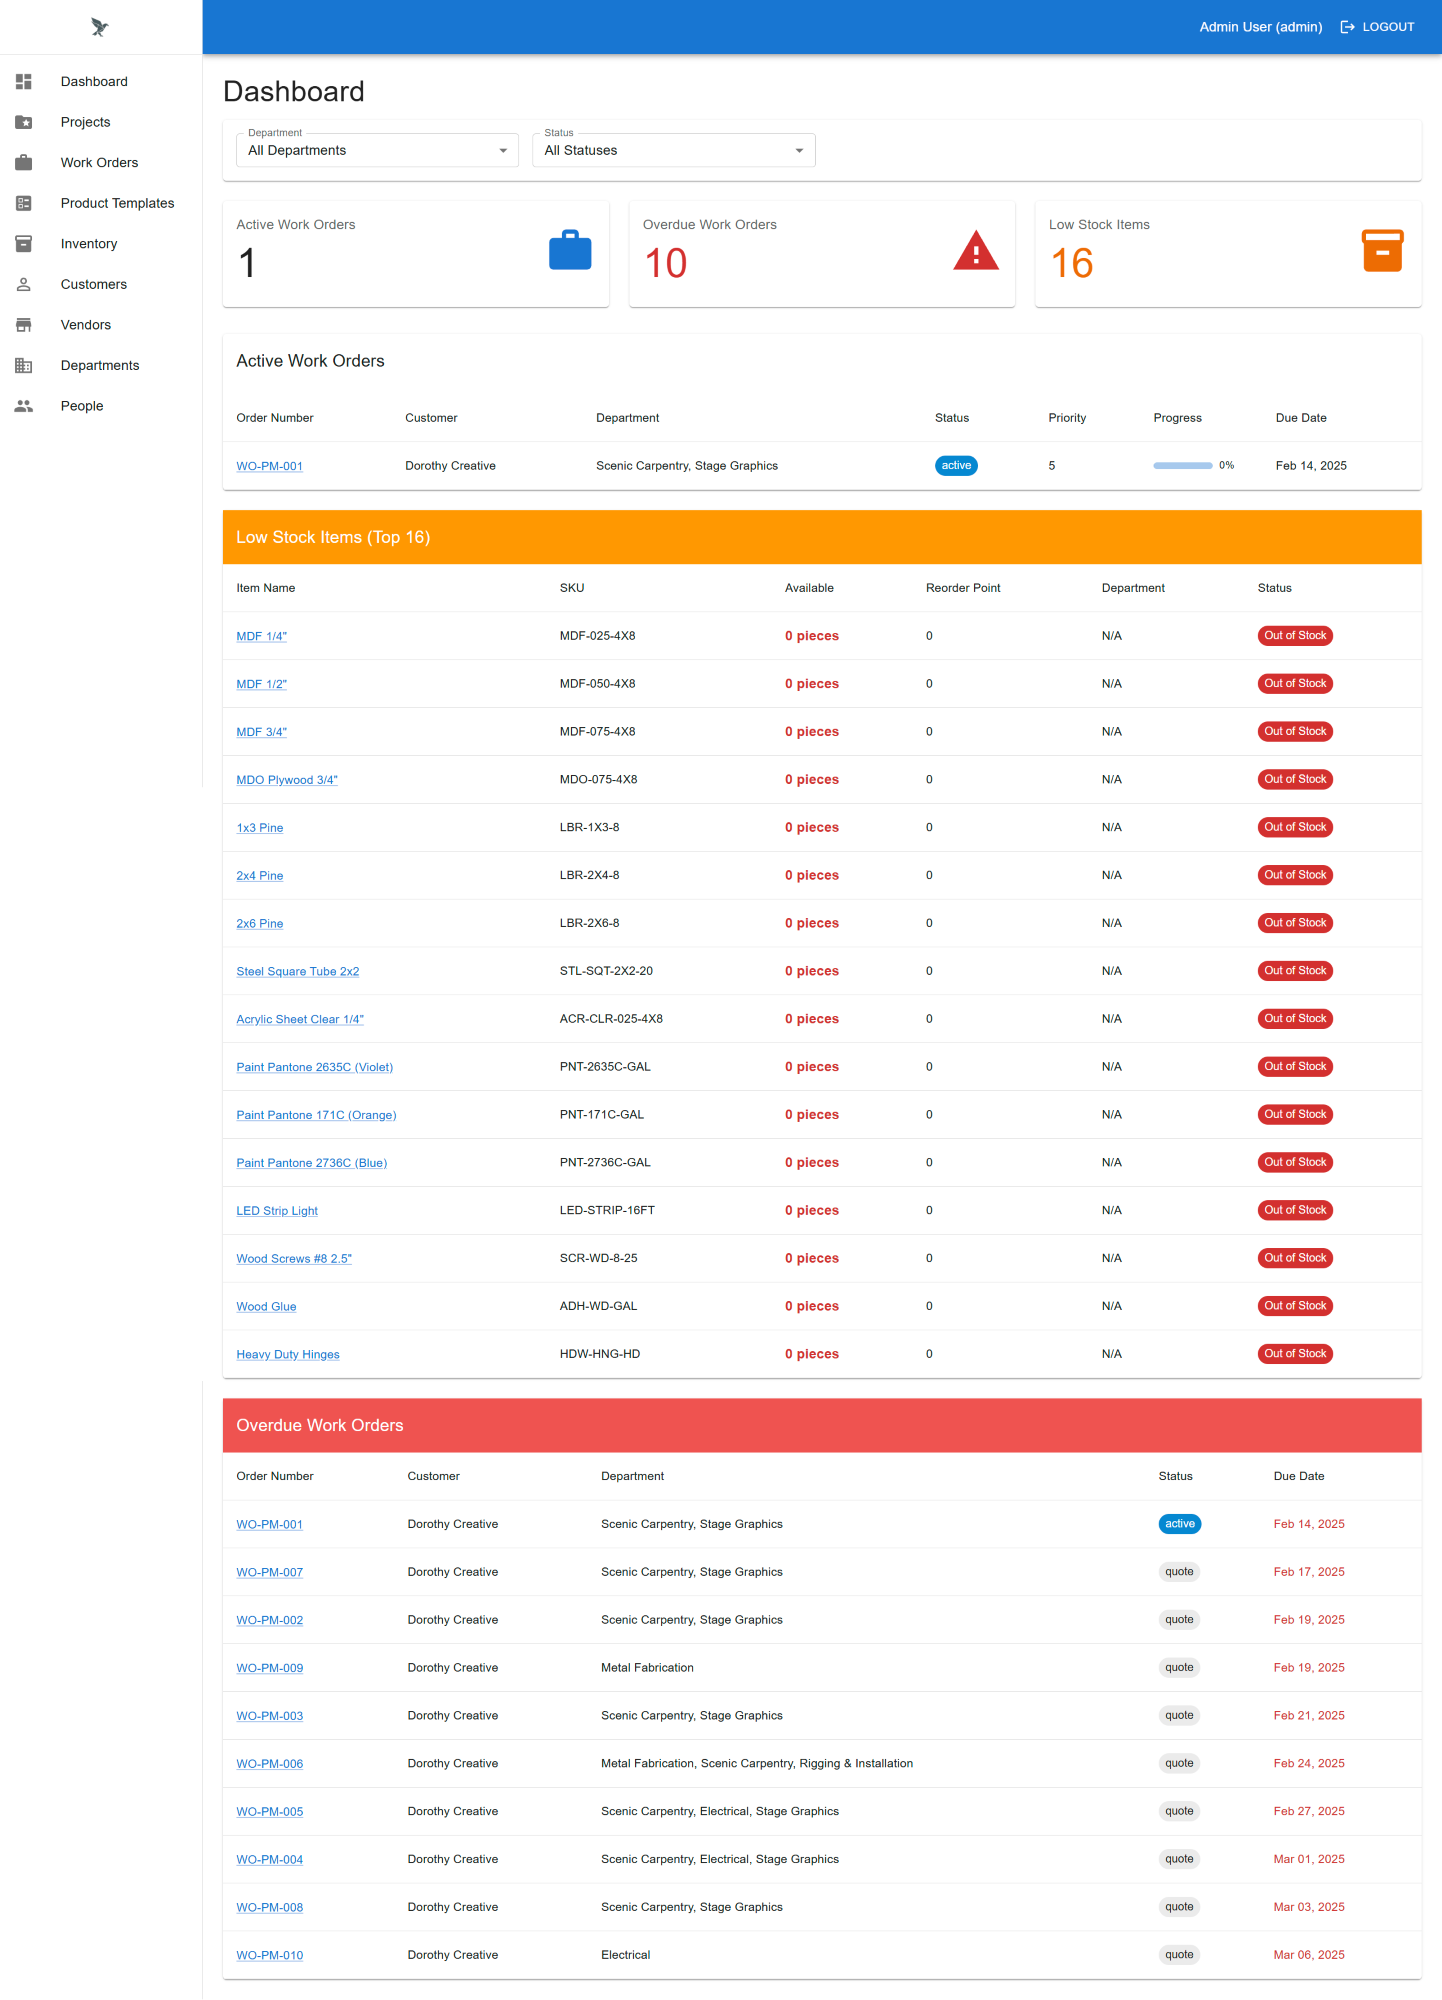 Admin User (admin) LOGOUT
Dashboard
Projects
Work Orders
Product Templates
Inventory
Customers
Vendors
Departments
People
Dashboard
Department Status
All Departments All Statuses
Active Work Orders
1
Overdue Work Orders
10
Low Stock Items
16
Active Work Orders
Order Number Customer Department Status Priority Progress Due Date
WO-PM-001 Dorothy Creative Scenic Carpentry, Stage Graphics active 5 0% Feb 14, 2025
Low Stock Items (Top 16)
Item Name SKU Available Reorder Point Department Status
MDF 1/4" MDF-025-4X8 0 pieces 0 N/A Out of Stock
MDF 1/2" MDF-050-4X8 0 pieces 0 N/A Out of Stock
MDF 3/4" MDF-075-4X8 0 pieces 0 N/A Out of Stock
MDO Plywood 3/4" MDO-075-4X8 0 pieces 0 N/A Out of Stock
1x3 Pine LBR-1X3-8 0 pieces 0 N/A Out of Stock
2x4 Pine LBR-2X4-8 0 pieces 0 N/A Out of Stock
2x6 Pine LBR-2X6-8 0 pieces 0 N/A Out of Stock
Steel Square Tube 2x2 STL-SQT-2X2-20 0 pieces 0 N/A Out of Stock
Acrylic Sheet Clear 1/4" ACR-CLR-025-4X8 0 pieces 0 N/A Out of Stock
Paint Pantone 2635C (Violet) PNT-2635C-GAL 0 pieces 0 N/A Out of Stock
Paint Pantone 171C (Orange) PNT-171C-GAL 0 pieces 0 N/A Out of Stock
Paint Pantone 2736C (Blue) PNT-2736C-GAL 0 pieces 0 N/A Out of Stock
LED Strip Light LED-STRIP-16FT 0 pieces 0 N/A Out of Stock
Wood Screws #8 2.5" SCR-WD-8-25 0 pieces 0 N/A Out of Stock
Wood Glue ADH-WD-GAL 0 pieces 0 N/A Out of Stock
Heavy Duty Hinges HDW-HNG-HD 0 pieces 0 N/A Out of Stock
Overdue Work Orders
Order Number Customer Department Status Due Date
WO-PM-001 Dorothy Creative Scenic Carpentry, Stage Graphics active Feb 14, 2025
WO-PM-007 Dorothy Creative Scenic Carpentry, Stage Graphics quote Feb 17, 2025
WO-PM-002 Dorothy Creative Scenic Carpentry, Stage Graphics quote Feb 19, 2025
WO-PM-009 Dorothy Creative Metal Fabrication quote Feb 19, 2025
WO-PM-003 Dorothy Creative Scenic Carpentry, Stage Graphics quote Feb 21, 2025
WO-PM-006 Dorothy Creative Metal Fabrication, Scenic Carpentry, Rigging & Installation quote Feb 24, 2025
WO-PM-005 Dorothy Creative Scenic Carpentry, Electrical, Stage Graphics quote Feb 27, 2025
WO-PM-004 Dorothy Creative Scenic Carpentry, Electrical, Stage Graphics quote Mar 01, 2025
WO-PM-008 Dorothy Creative Scenic Carpentry, Stage Graphics quote Mar 03, 2025
WO-PM-010 Dorothy Creative Electrical quote Mar 06, 2025